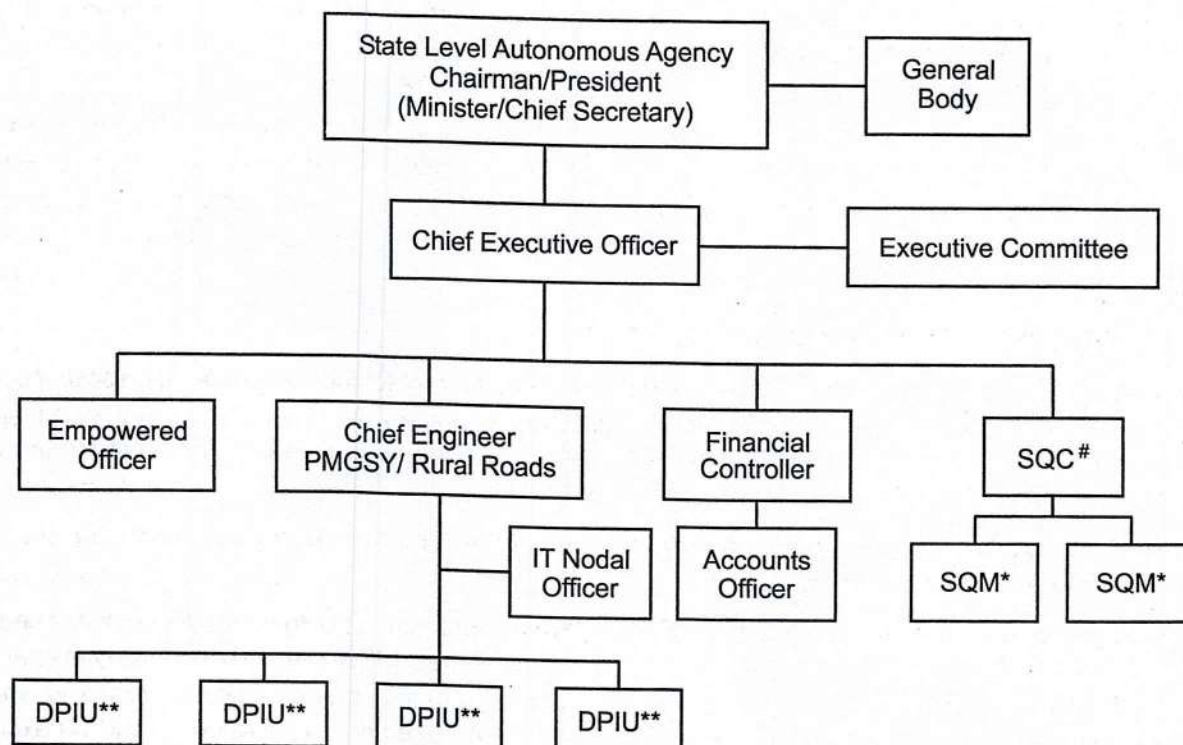 State Level Autonomous Agency
Chairman/President
(Minister/Chief Secretary)
General
Body
Chief Executive Officer
Executive Committee
Empowered
Officer
Chief Engineer
PMGSY/ Rural Roads
Financial
Controller
SQC #
IT Nodal
Officer
Accounts
Officer
SQM*
SQM*
DPIU**
DPIU**
DPIU**
DPIU**